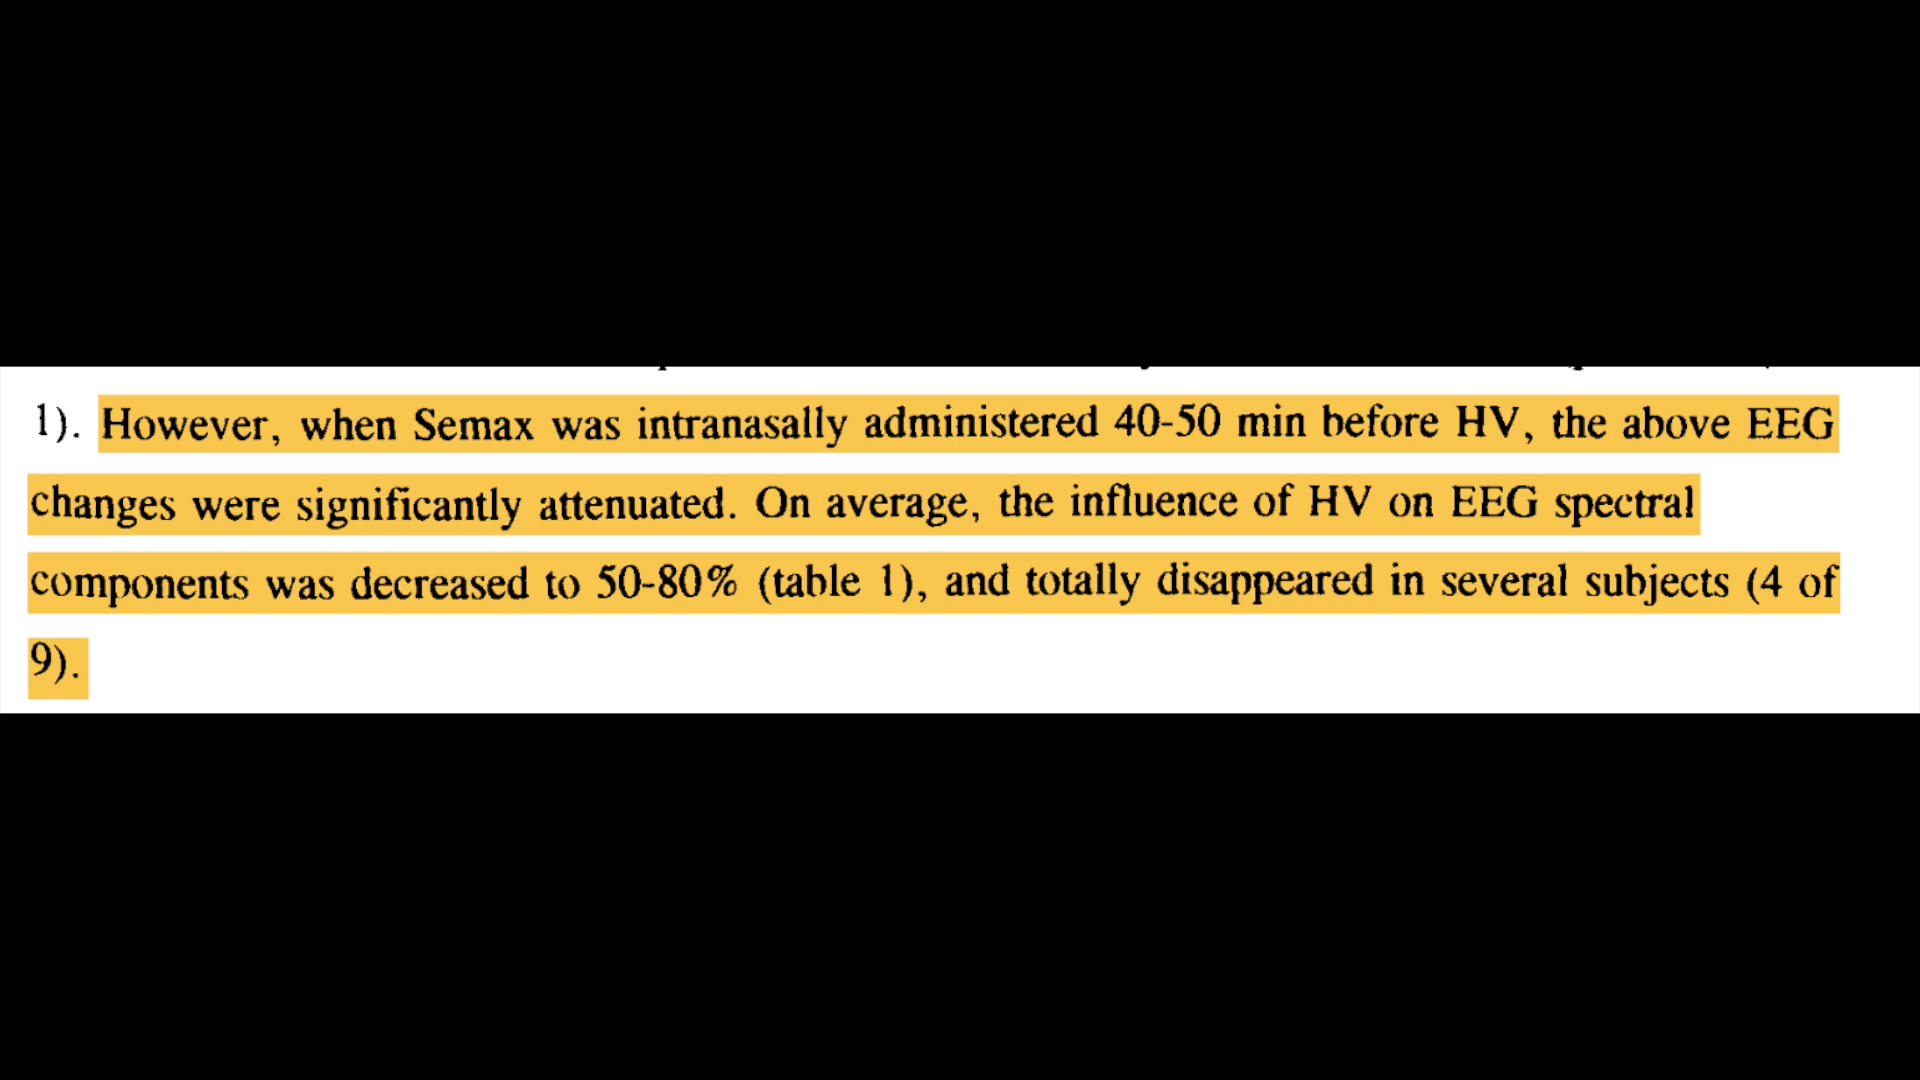 1). However, when Semax was intranasally administered 40-50 min before HV, the above EEG
changes were significantly attenuated. On average, the influence of HV on EEG spectral
components was decreased to 50-80% (table 1), and totally disappeared in several subjects (4 of
9).